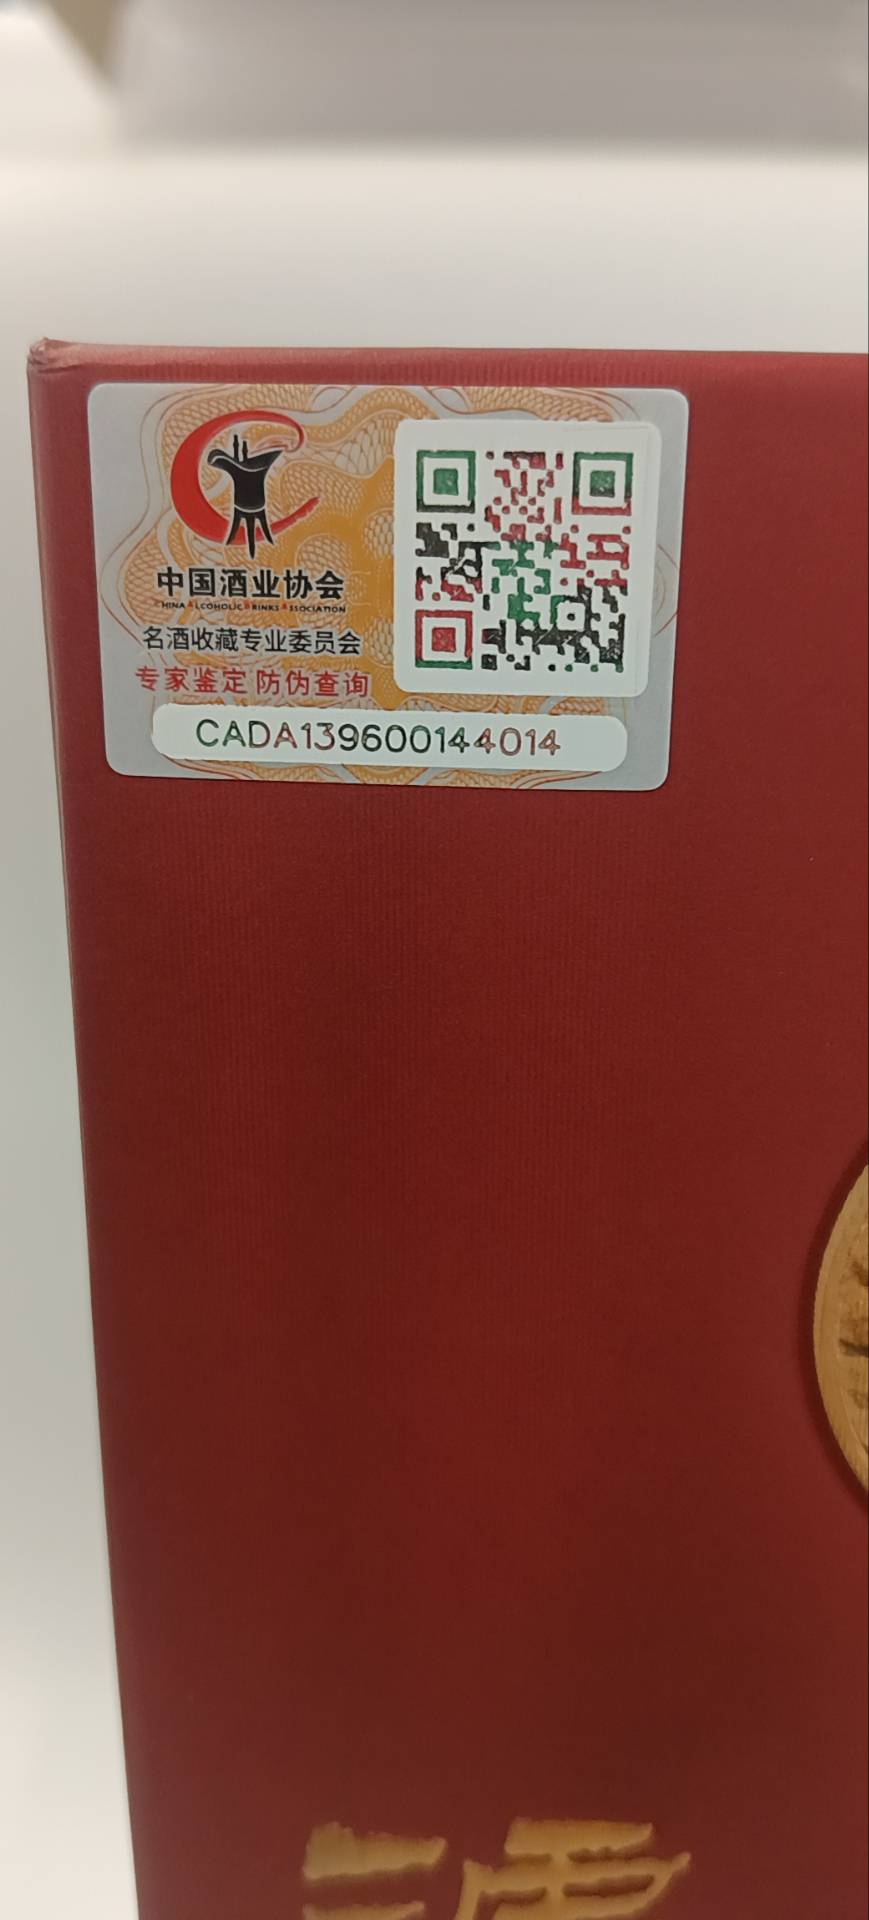 中国酒业协会
CHINA ALCOHOLIC DRINKS ASSOCIATION
名酒收藏专业委员会
专家鉴定 防伪查询
CADA139600144014